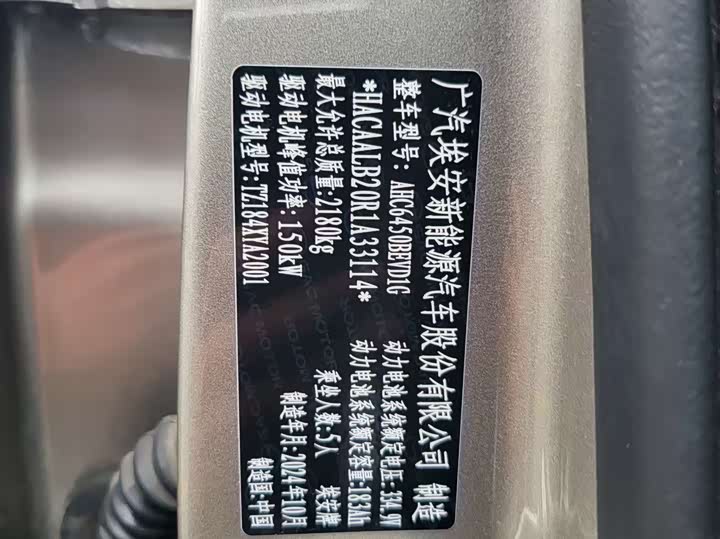 广汽埃安新能源汽车股份有限公司 制造
整车型号: AHC6450BEVD1G 动力电池系统额定电压: 334.9V
*HACAALB20R1A33114* 动力电池系统额定容量:183Ah
最大允许总质量:2180kg 乘坐人数:5人 埃安牌
驱动电机峰值功率: 150kW 制造年月:2024年10月
驱动电机型号:TZ184XYA2001 制造国:中国